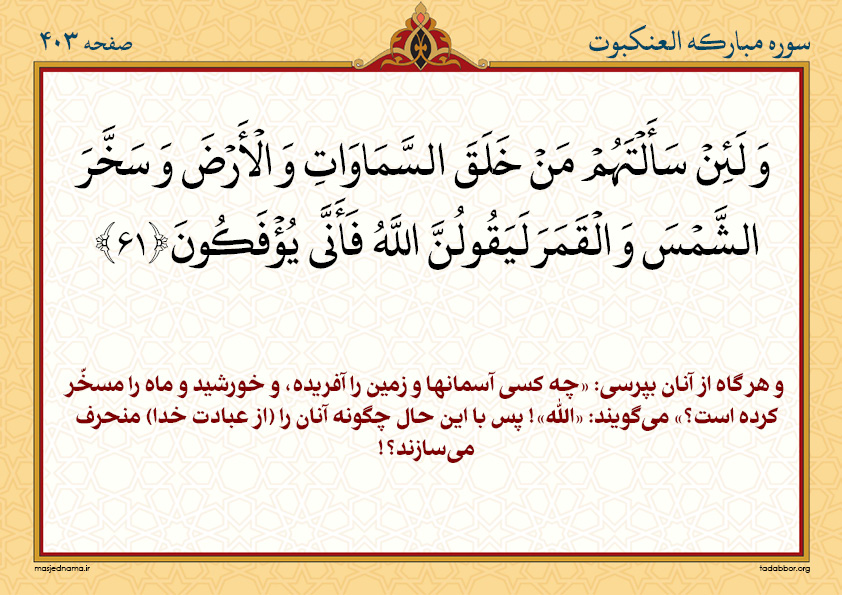 سوره مبارکه العنکبوت
صفحه ۴۰۳
وَ لَئِنْ سَأَلْتَهُمْ مَنْ خَلَقَ السَّمَاوَاتِ وَ الْأَرْضَ وَ سَخَّرَ
الشَّمْسَ وَ الْقَمَرَ لَيَقُولُنَّ اللَّهُ فَأَنَّى يُؤْفَكُونَ ﴿۶۱﴾
و هر گاه از آنان بپرسی: «چه کسی آسمانها و زمین را آفریده، و خورشید و ماه را مسخّر
کرده است؟» می‌گویند: «الله»! پس با این حال چگونه آنان را (از عبادت خدا) منحرف
می‌سازند؟!
masjednama.ir
tadabbor.org